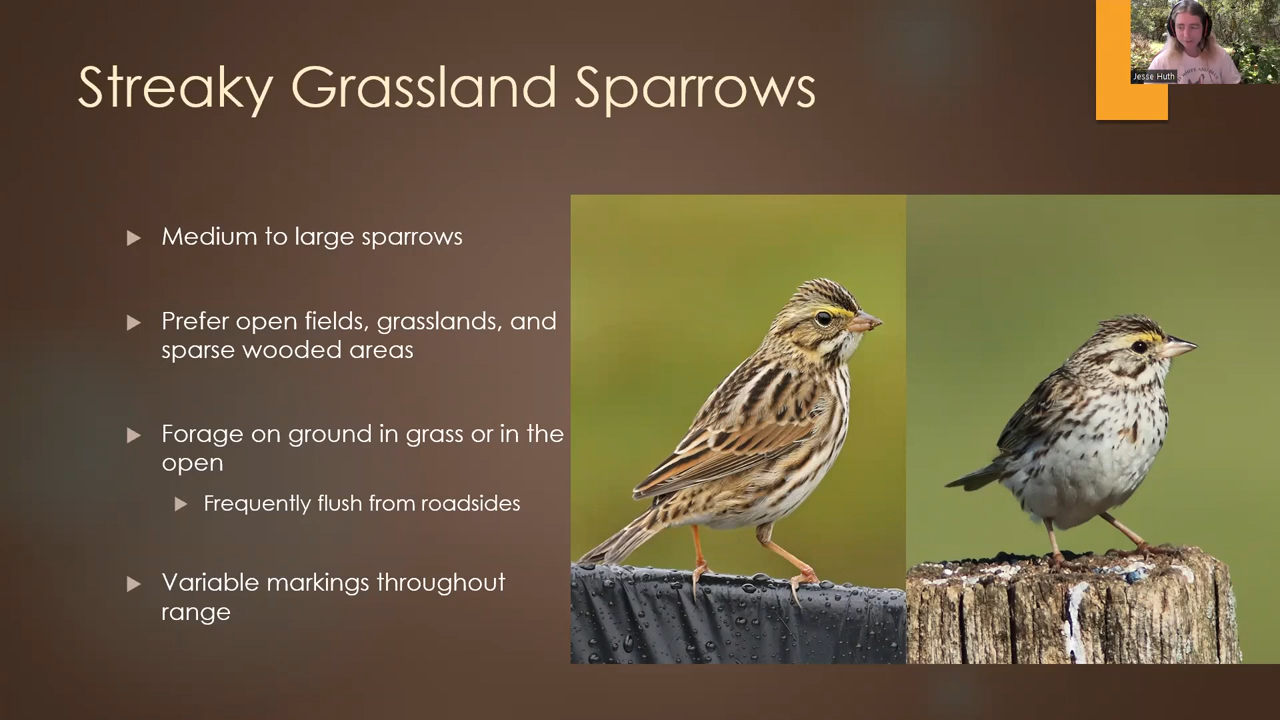 Streaky Grassland Sparrows
Jesse Huth
Medium to large sparrows
Prefer open fields, grasslands, and
sparse wooded areas
Forage on ground in grass or in the
open
Frequently flush from roadsides
Variable markings throughout
range